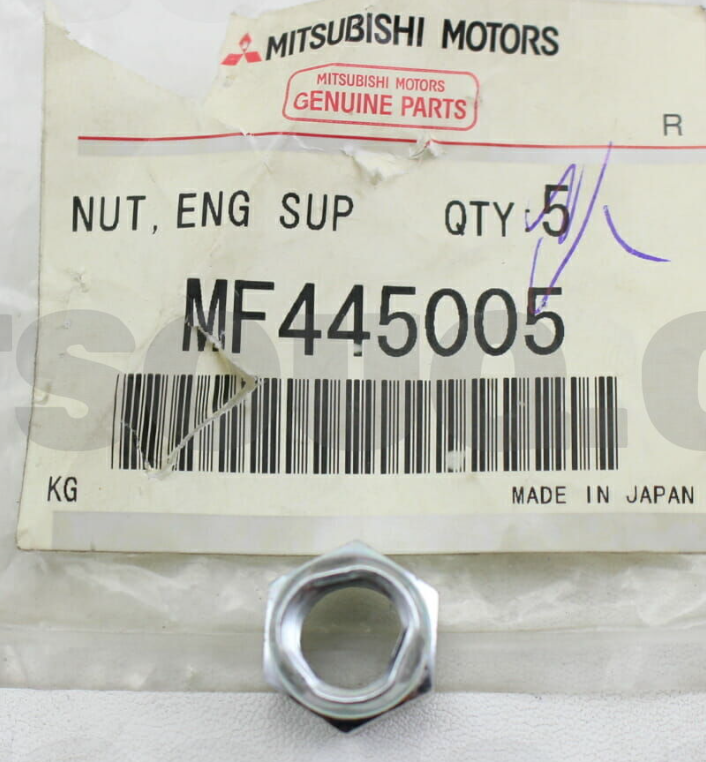 MITSUBISHI MOTORS
MITSUBISHI MOTORS
GENUINE PARTS
R
NUT, ENG SUP QTY: 5
MF445005
KG MADE IN JAPAN